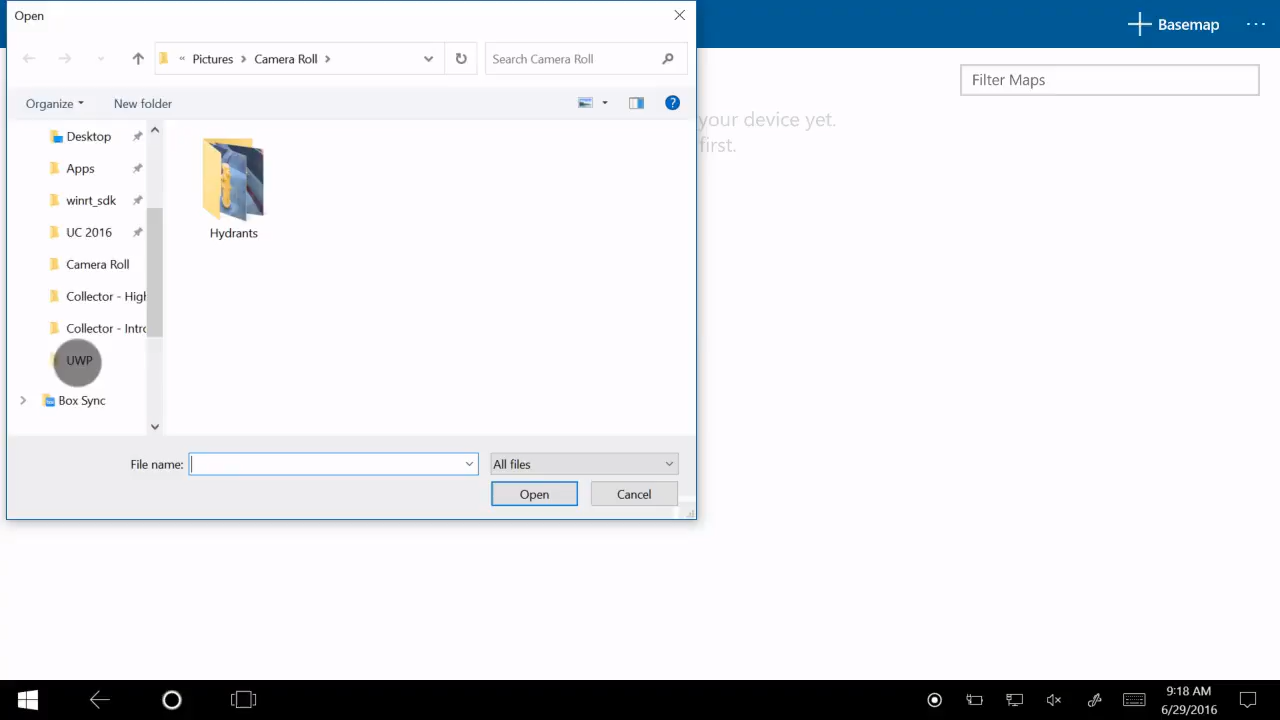 Open
Basemap
« Pictures Camera Roll
Search Camera Roll
Filter Maps
Organize
New folder
your device yet.
first.
Desktop
Apps
winrt_sdk
UC 2016
Camera Roll
Collector - High
Collector - Intro
UWP
Box Sync
Hydrants
File name:
All files
Open
Cancel
9:18 AM
6/29/2016